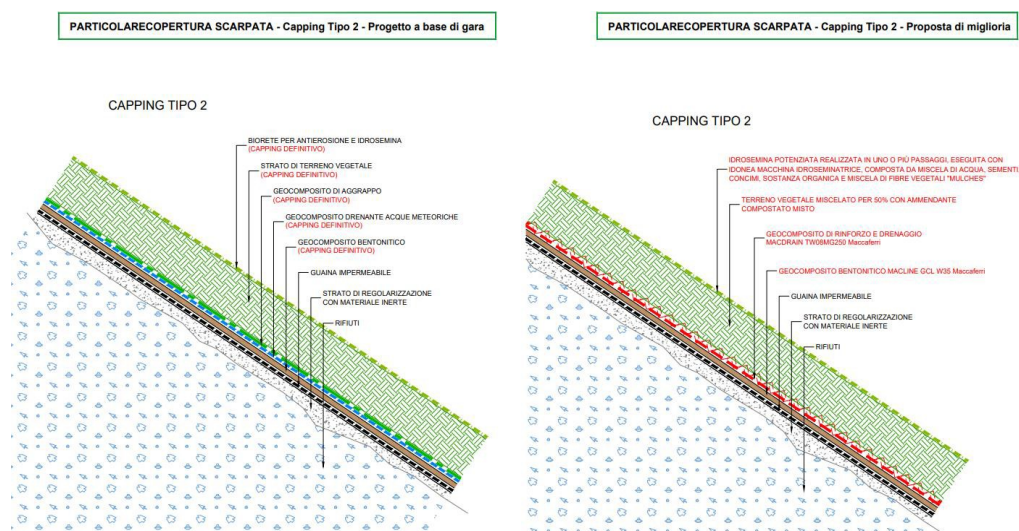 PARTICOLARECOPERTURA SCARPATA - Capping Tipo 2 - Progetto a base di gara
CAPPING TIPO 2
BIORETE PER ANTIEROSIONE E IDROSEMINA
(CAPPING DEFINITIVO)
STRATO DI TERRENO VEGETALE
(CAPPING DEFINITIVO)
GEOCOMPOSITO DI AGGRAPPO
(CAPPING DEFINITIVO)
GEOCOMPOSITO DRENANTE ACQUE METEORICHE
(CAPPING DEFINITIVO)
GEOCOMPOSITO BENTONITICO
(CAPPING DEFINITIVO)
GUAINA IMPERMEABILE
STRATO DI REGOLARIZZAZIONE
CON MATERIALE INERTE
RIFIUTI
PARTICOLARECOPERTURA SCARPATA - Capping Tipo 2 - Proposta di miglioria
CAPPING TIPO 2
IDROSEMINA POTENZIATA REALIZZATA IN UNO O PIÙ PASSAGGI, ESEGUITA CON
IDONEA MACCHINA IDROSEMINATRICE, COMPOSTA DA MISCELA DI ACQUA, SEMENTI
CONCIMI, SOSTANZA ORGANICA E MISCELA DI FIBRE VEGETALI "MULCHES"
TERRENO VEGETALE MISCELATO PER 50% CON AMMENDANTE
COMPOSTATO MISTO
GEOCOMPOSITO DI RINFORZO E DRENAGGIO
MACDRAIN TW08MG250 Maccaferri
GEOCOMPOSITO BENTONITICO MACLINE GCL W35 Maccaferri
GUAINA IMPERMEABILE
STRATO DI REGOLARIZZAZIONE
CON MATERIALE INERTE
RIFIUTI